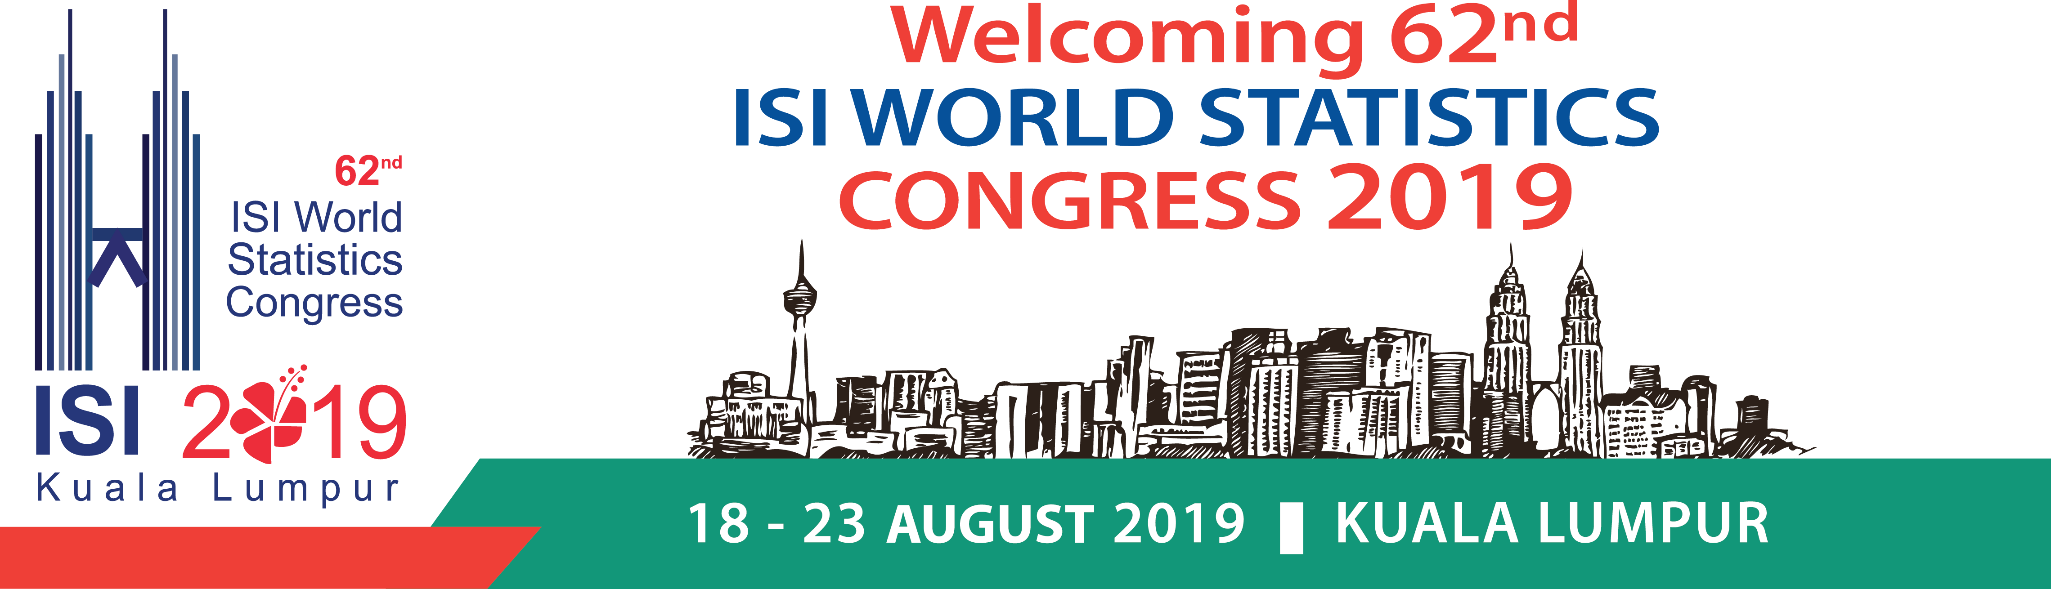 62nd
ISI World
Statistics
Congress
ISI 2019
Kuala Lumpur
Welcoming 62nd
ISI WORLD STATISTICS
CONGRESS 2019
18 - 23 AUGUST 2019 | KUALA LUMPUR